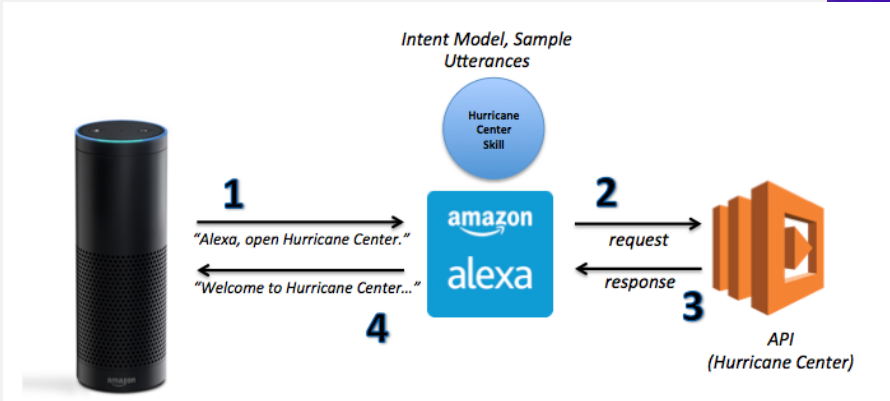 Intent Model, Sample
Utterances
Hurricane
Center
Skill
1
2
amazon
"Alexa, open Hurricane Center."
request
alexa
"Welcome to Hurricane Center..."
response
3
4
API
(Hurricane Center)
amazon